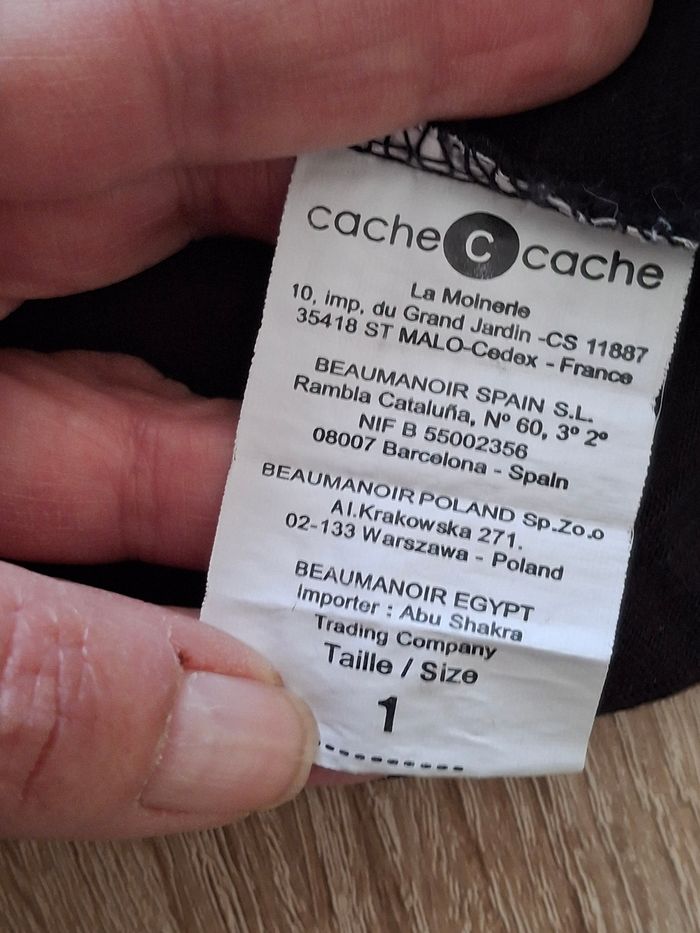 cache c cache
La Moinerie
10, imp. du Grand Jardin -CS 11887
35418 ST MALO-Cedex - France
BEAUMANOIR SPAIN S.L.
Rambla Cataluña, Nº 60, 3º 2º
NIF B 55002356
08007 Barcelona - Spain
BEAUMANOIR POLAND Sp.Zo.o
Al.Krakowska 271.
02-133 Warszawa - Poland
BEAUMANOIR EGYPT
Importer : Abu Shakra
Trading Company
Taille / Size
1